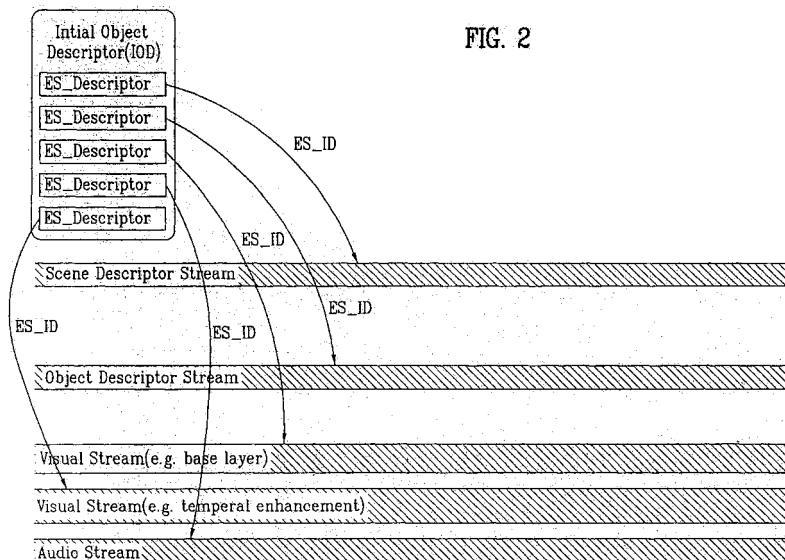 FIG. 2
Intial Object
Descriptor(IOD)
ES_Descriptor
ES_Descriptor
ES_Descriptor
ES_Descriptor
ES_Descriptor
ES_ID
ES_ID
Scene Descriptor Stream
ES_ID
ES_ID
ES_ID
Object Descriptor Stream
Visual Stream(e.g. base layer)
Visual Stream(e.g. temperal enhancement)
Audio Stream